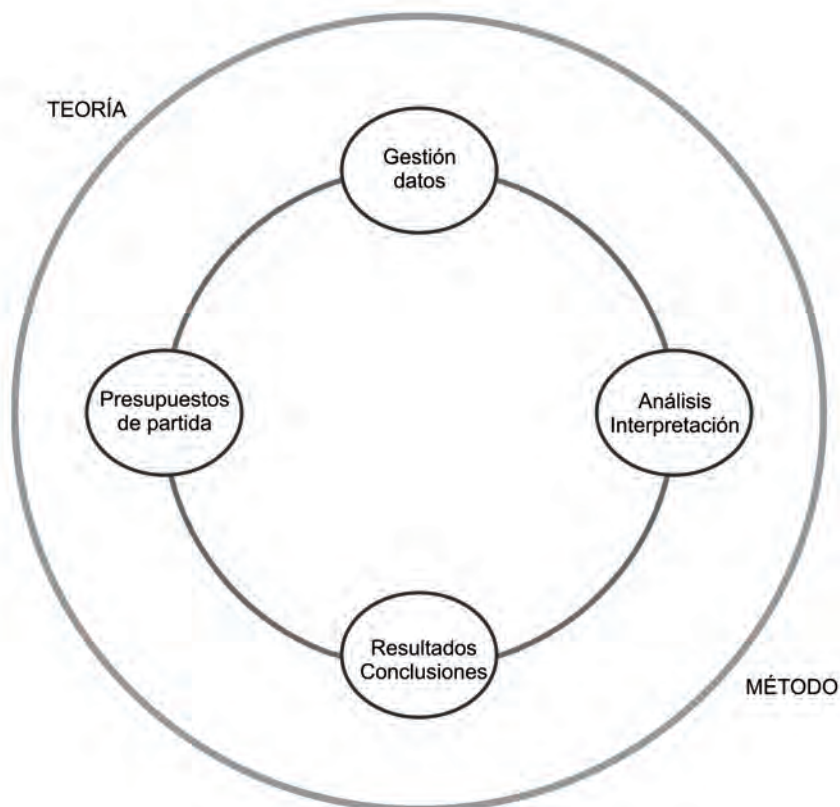 TEORÍA
Gestión
datos
Presupuestos
de partida
Análisis
Interpretación
Resultados
Conclusiones
MÉTODO